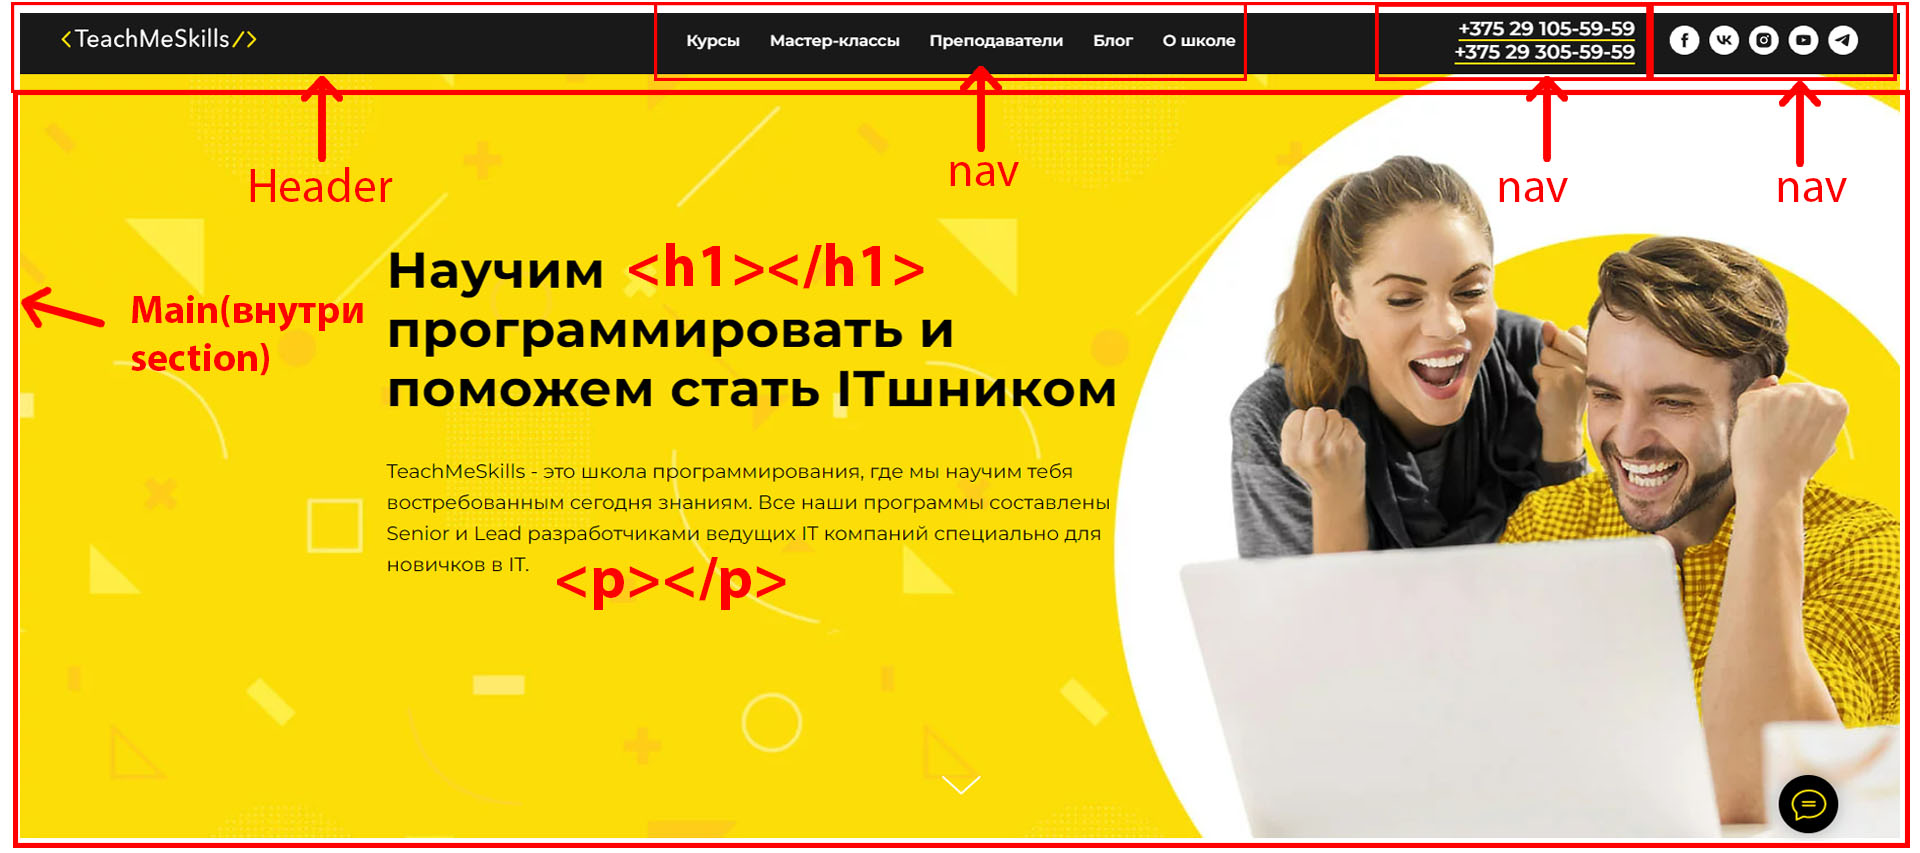 <TeachMeSkills/>
Курсы Мастер-классы Преподаватели Блог О школе
+375 29 105-59-59
+375 29 305-59-59
Header
nav
nav
nav
Научим <h1></h1>
программировать и
поможем стать ITшником
Main(внутри
section)
TeachMeSkills - это школа программирования, где мы научим тебя
востребованным сегодня знаниям. Все наши программы составлены
Senior и Lead разработчиками ведущих IT компаний специально для
новичков в IT.
<p></p>